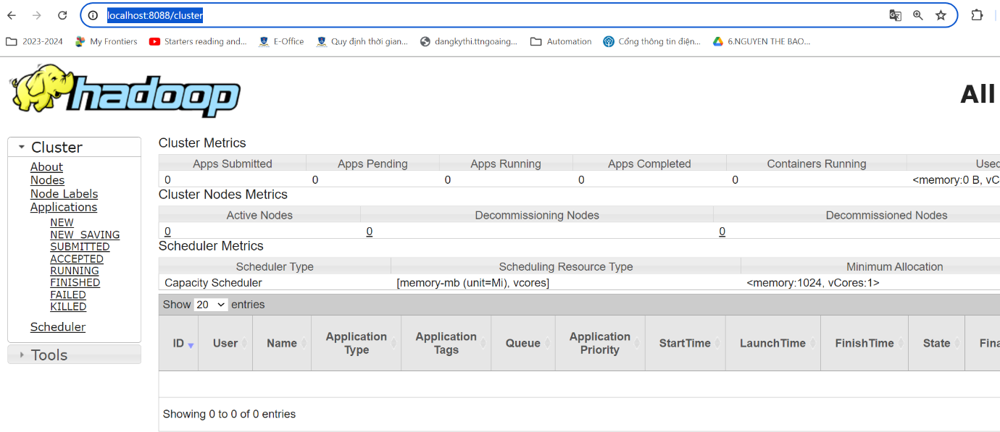 localhost:8088/cluster
2023-2024 My Frontiers Starters reading and... E-Office Quy định thời gian... dangkythi.ttngoaing... Automation Cổng thông tin điện... 6.NGUYEN THE BAO...
hadoop
All
Cluster
About
Nodes
Node Labels
Applications
NEW
NEW_SAVING
SUBMITTED
ACCEPTED
RUNNING
FINISHED
FAILED
KILLED
Scheduler
Tools
Cluster Metrics
Apps Submitted Apps Pending Apps Running Apps Completed Containers Running Used
0 0 0 0 0 <memory:0 B, vC
Cluster Nodes Metrics
Active Nodes Decommissioning Nodes Decommissioned Nodes
0 0 0
Scheduler Metrics
Scheduler Type Scheduling Resource Type Minimum Allocation
Capacity Scheduler [memory-mb (unit=Mi), vcores] <memory:1024, vCores:1>
Show 20 entries
ID User Name Application Type Application Tags Queue Application Priority StartTime LaunchTime FinishTime State Fina
Showing 0 to 0 of 0 entries